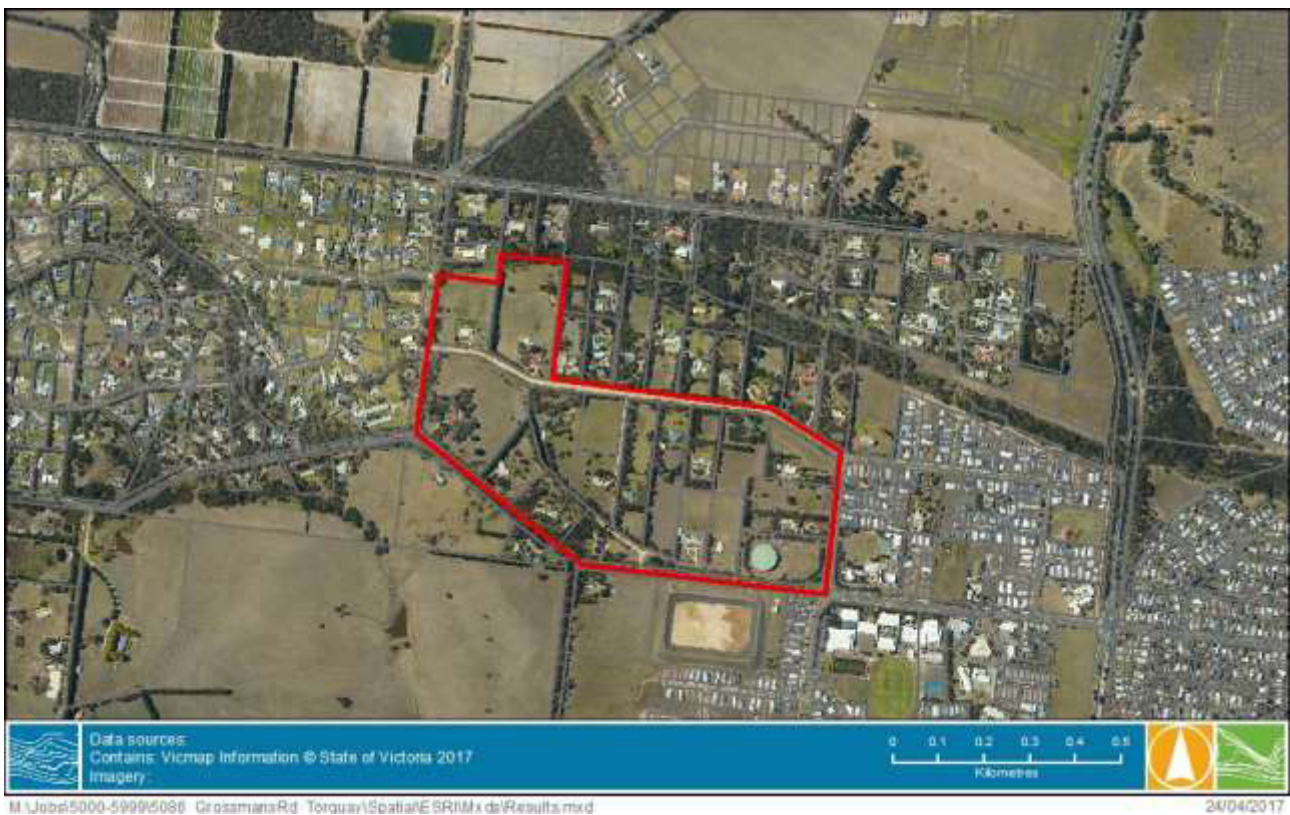 Data sources:
Contains: Vicmap Information © State of Victoria 2017
Imagery:
0 0.1 0.2 0.3 0.4 0.5
Kilometres
M:\Jobs\5000-5999\5086_GrossmansRd_Torquay\Spatial\ESRI\Mxds\Results.mxd
24/04/2017